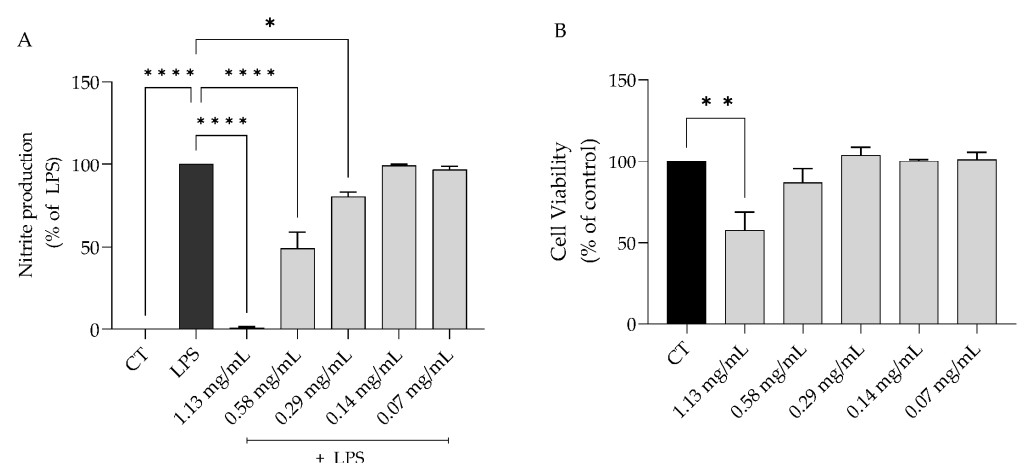 A
*
**** ****
****
150
100
50
0
Nitrite production
(% of LPS)
CT
LPS
1.13 mg/mL
0.58 mg/mL
0.29 mg/mL
0.14 mg/mL
0.07 mg/mL
+ LPS
B
**
150
100
50
0
Cell Viability
(% of control)
CT
1.13 mg/mL
0.58 mg/mL
0.29 mg/mL
0.14 mg/mL
0.07 mg/mL